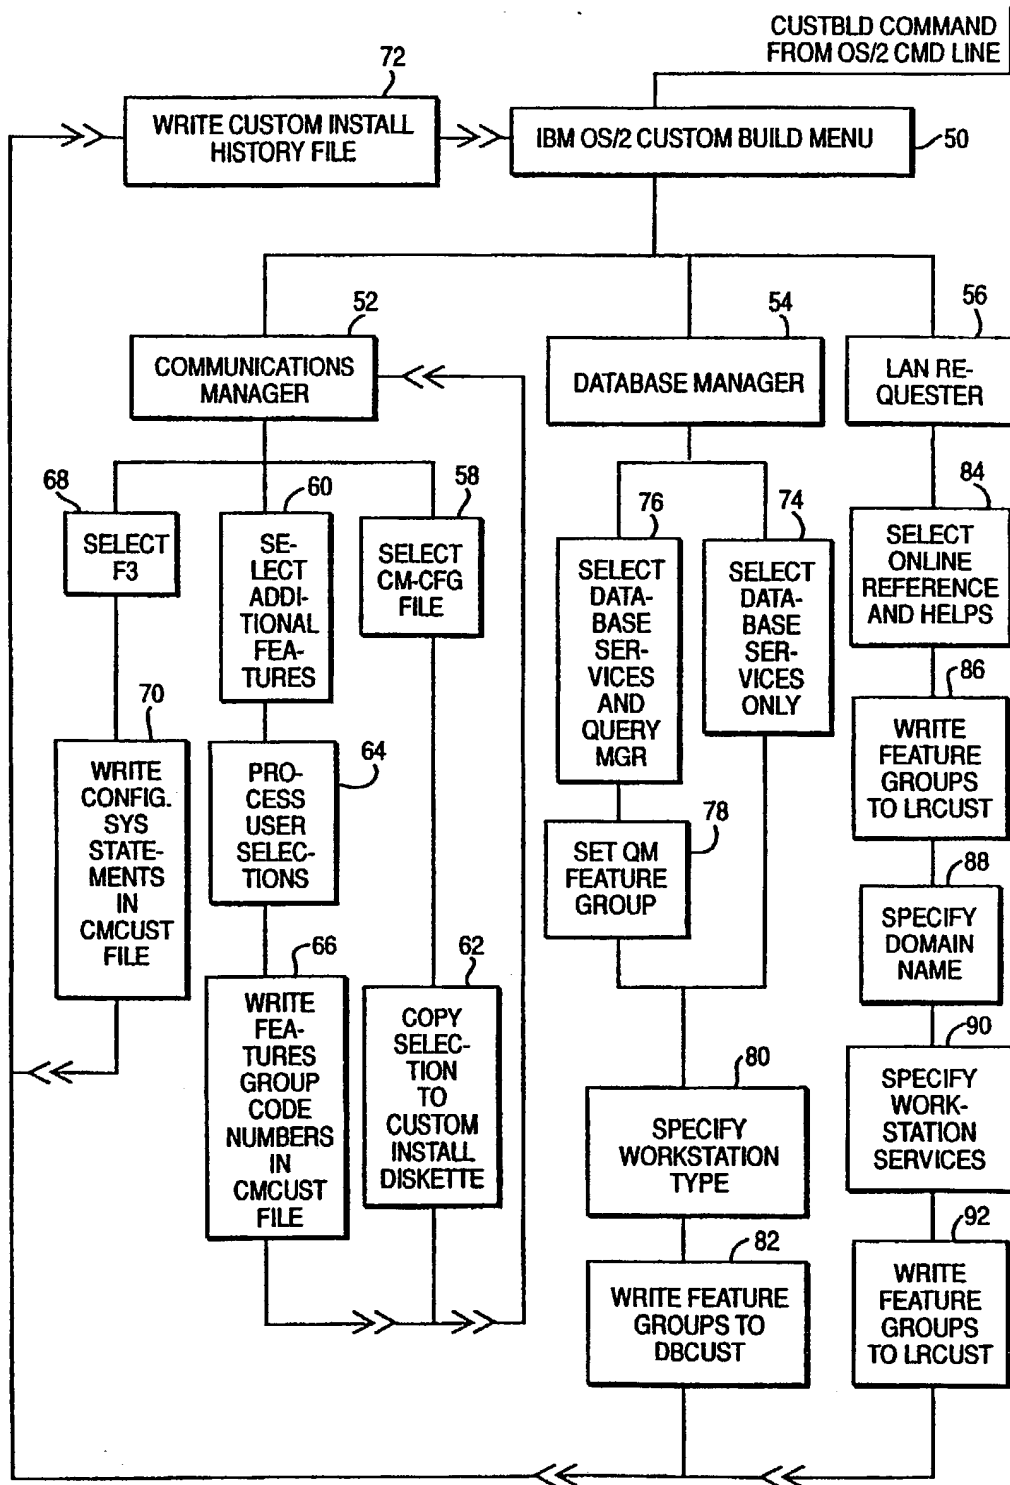 CUSTBLD COMMAND
FROM OS/2 CMD LINE
72
WRITE CUSTOM INSTALL
HISTORY FILE
IBM OS/2 CUSTOM BUILD MENU
50
52
COMMUNICATIONS
MANAGER
54
DATABASE MANAGER
56
LAN RE-
QUESTER
68
SELECT
F3
60
SE-
LECT
ADDI-
TIONAL
FEA-
TURES
58
SELECT
CM-CFG
FILE
76
SELECT
DATA-
BASE
SER-
VICES
AND
QUERY
MGR
74
SELECT
DATA-
BASE
SER-
VICES
ONLY
84
SELECT
ONLINE
REFERENCE
AND HELPS
70
WRITE
CONFIG.
SYS
STATE-
MENTS
IN
CMCUST
FILE
64
PRO-
CESS
USER
SELEC-
TIONS
78
SET QM
FEATURE
GROUP
86
WRITE
FEATURE
GROUPS
TO LRCUST
88
SPECIFY
DOMAIN
NAME
66
WRITE
FEA-
TURES
GROUP
CODE
NUMBERS
IN
CMCUST
FILE
62
COPY
SELEC-
TION
TO
CUSTOM
INSTALL
DISKETTE
80
SPECIFY
WORKSTATION
TYPE
90
SPECIFY
WORK-
STATION
SERVICES
82
WRITE FEATURE
GROUPS TO
DBCUST
92
WRITE
FEATURE
GROUPS
TO LRCUST